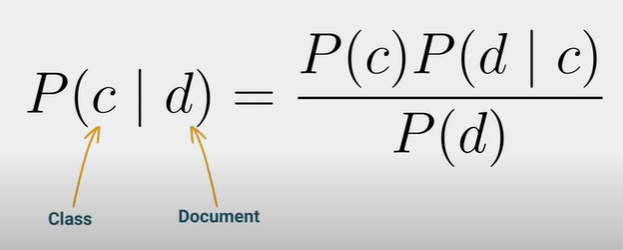 P(c | d) = P(c)P(d | c)
P(d)
Class
Document